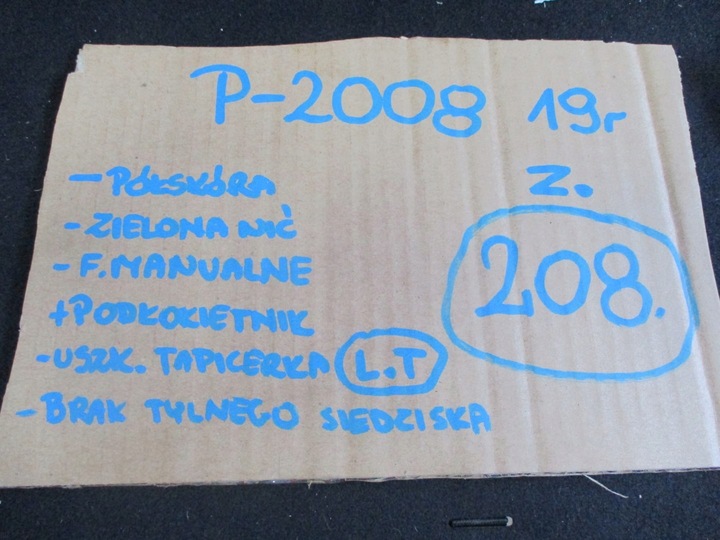 P-2008 19r
Z.
208.
- PÓŁSKÓRA
- ZIELONA NIĆ
- F. MANUALNE
+ PODŁOKIETNIK
- USZK. TAPICERKA L.T
- BRAK TYLNEGO SIEDZISKA